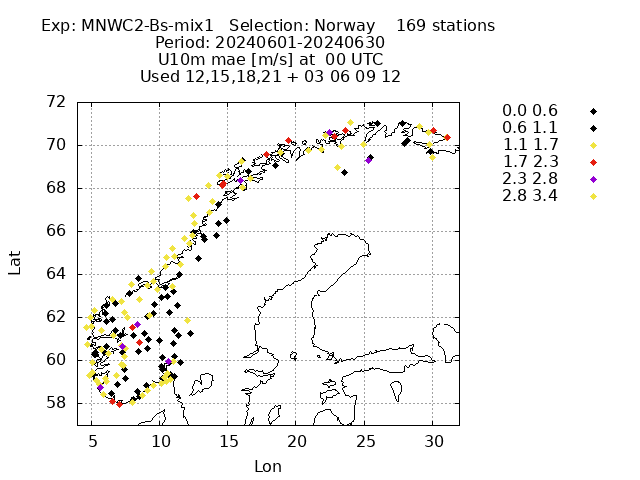 Exp: MNWC2-Bs-mix1 Selection: Norway 169 stations
Period: 20240601-20240630
U10m mae [m/s] at 00 UTC
Used 12,15,18,21 + 03 06 09 12
72
70
68
66
64
62
60
58
Lat
5 10 15 20 25 30
Lon
0.0 0.6
0.6 1.1
1.1 1.7
1.7 2.3
2.3 2.8
2.8 3.4